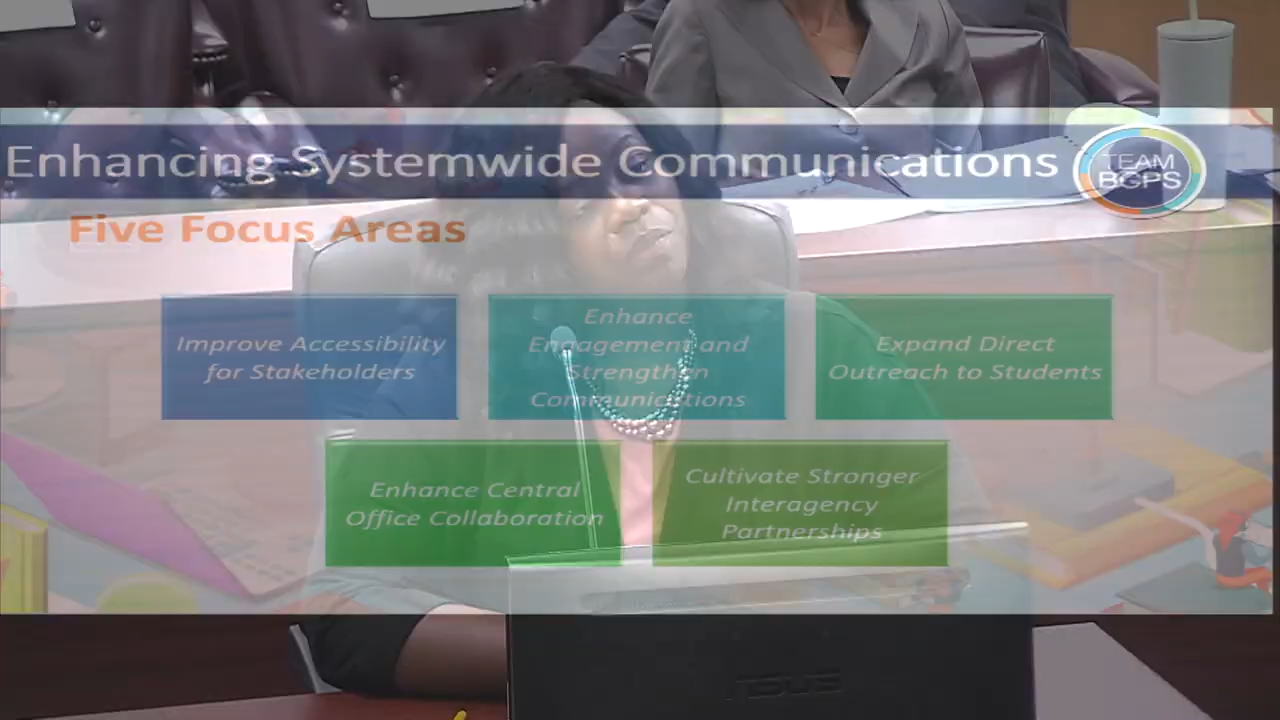 Enhancing Systemwide Communications
TEAM
BCPS
Five Focus Areas
Improve Accessibility
for Stakeholders
Enhance
Engagement and
Strengthen
Communications
Expand Direct
Outreach to Students
Enhance Central
Office Collaboration
Cultivate Stronger
Interagency
Partnerships
ASUS